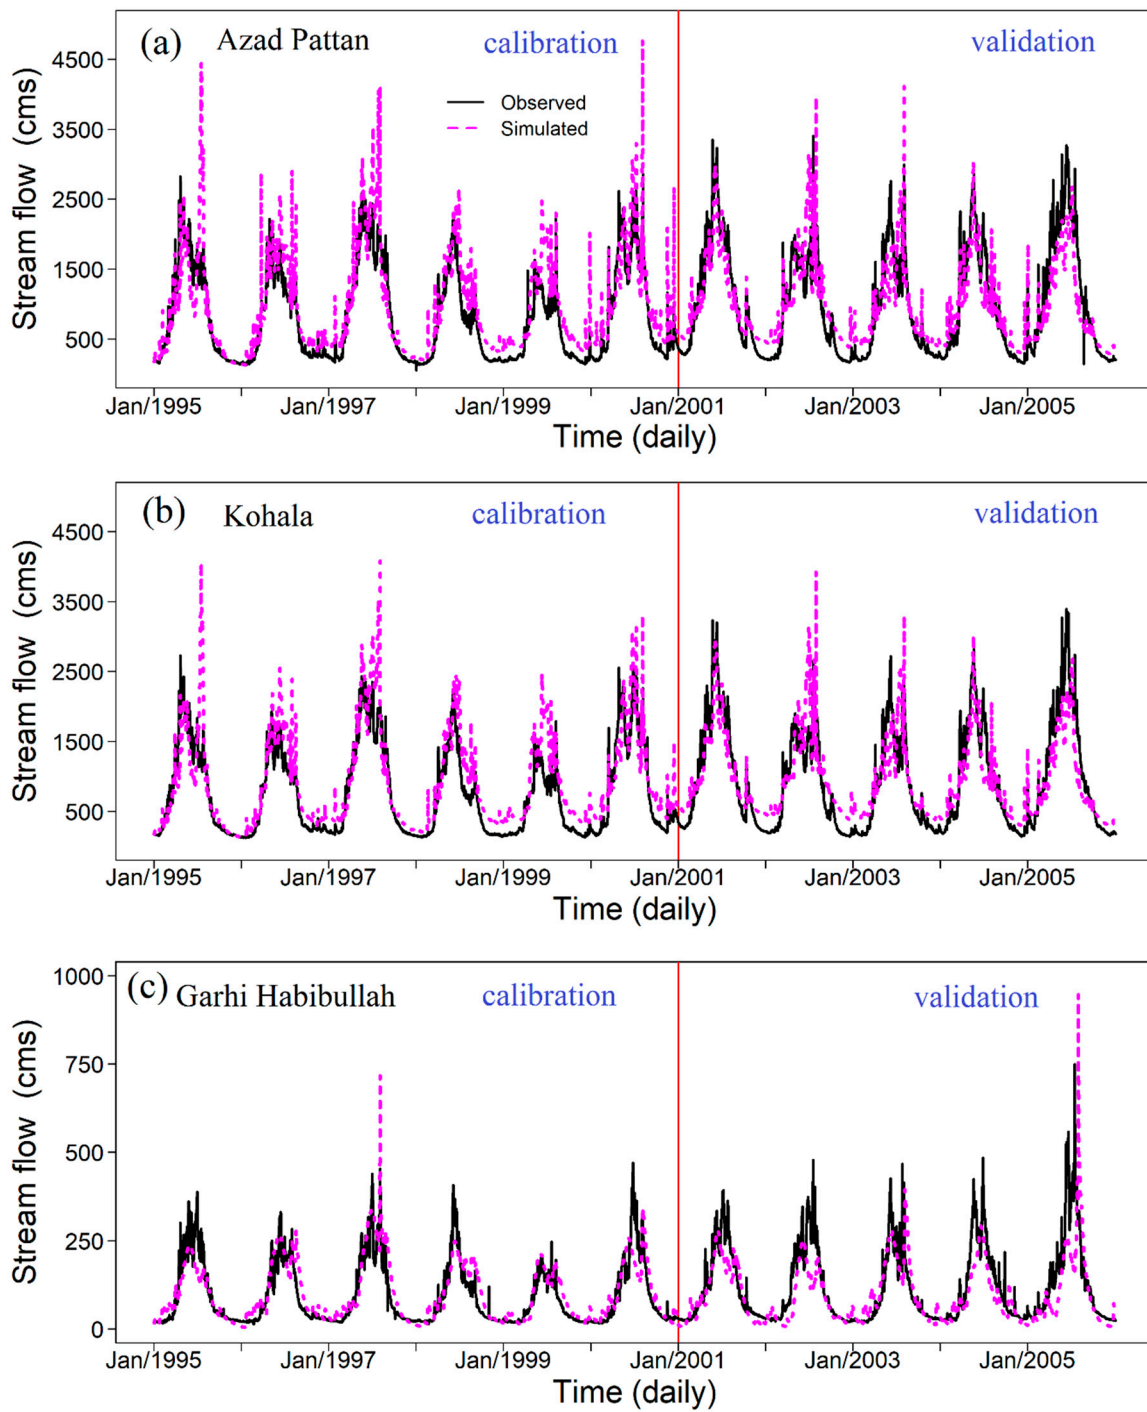 (a) Azad Pattan calibration validation
Observed
Simulated
4500
3500
2500
1500
500
Stream flow (cms)
Jan/1995 Jan/1997 Jan/1999 Jan/2001 Jan/2003 Jan/2005
Time (daily)
(b) Kohala calibration validation
4500
3500
2500
1500
500
Stream flow (cms)
Jan/1995 Jan/1997 Jan/1999 Jan/2001 Jan/2003 Jan/2005
Time (daily)
(c) Garhi Habibullah calibration validation
1000
750
500
250
0
Stream flow (cms)
Jan/1995 Jan/1997 Jan/1999 Jan/2001 Jan/2003 Jan/2005
Time (daily)